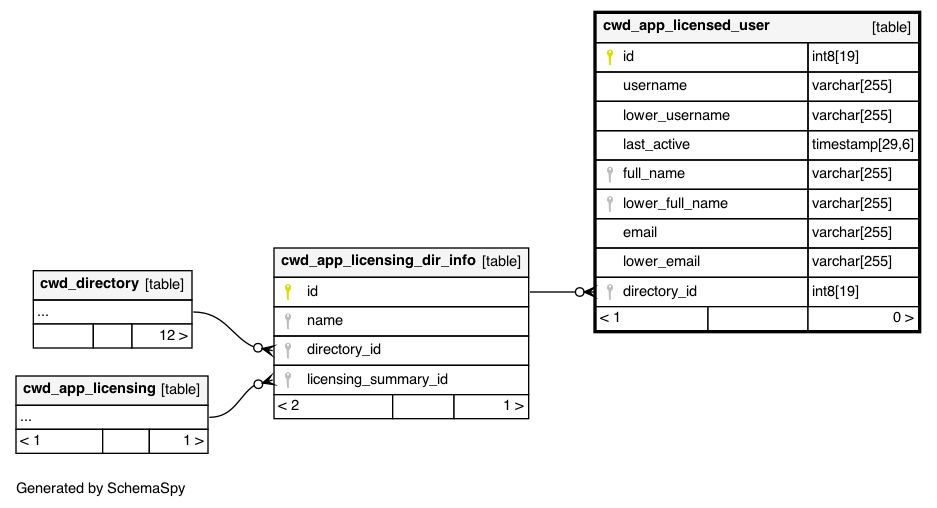 cwd_app_licensed_user [table]
id int8[19]
username varchar[255]
lower_username varchar[255]
last_active timestamp[29,6]
full_name varchar[255]
lower_full_name varchar[255]
email varchar[255]
lower_email varchar[255]
directory_id int8[19]
< 1 0 >
cwd_app_licensing_dir_info [table]
id
name
directory_id
licensing_summary_id
< 2 1 >
cwd_directory [table]
...
12 >
cwd_app_licensing [table]
...
< 1 1 >
Generated by SchemaSpy